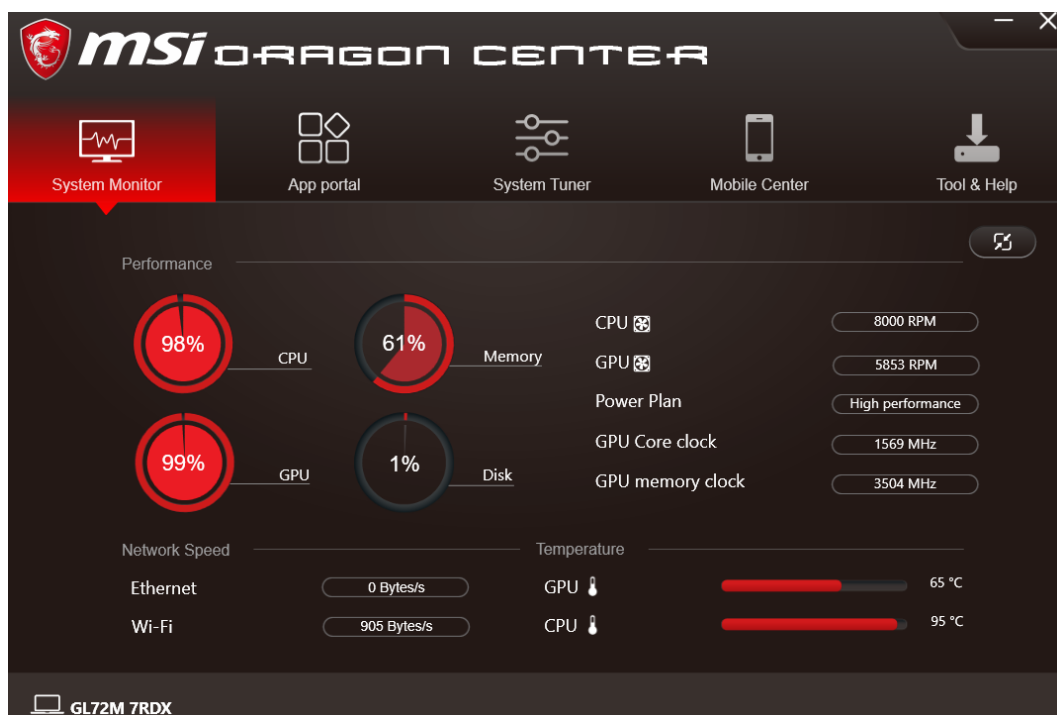 msi DRAGON CENTER
System Monitor
App portal
System Tuner
Mobile Center
Tool & Help
Performance
98%
CPU
61%
Memory
99%
GPU
1%
Disk
CPU 8000 RPM
GPU 5853 RPM
Power Plan High performance
GPU Core clock 1569 MHz
GPU memory clock 3504 MHz
Network Speed
Ethernet 0 Bytes/s
Wi-Fi 905 Bytes/s
Temperature
GPU 65 °C
CPU 95 °C
GL72M 7RDX